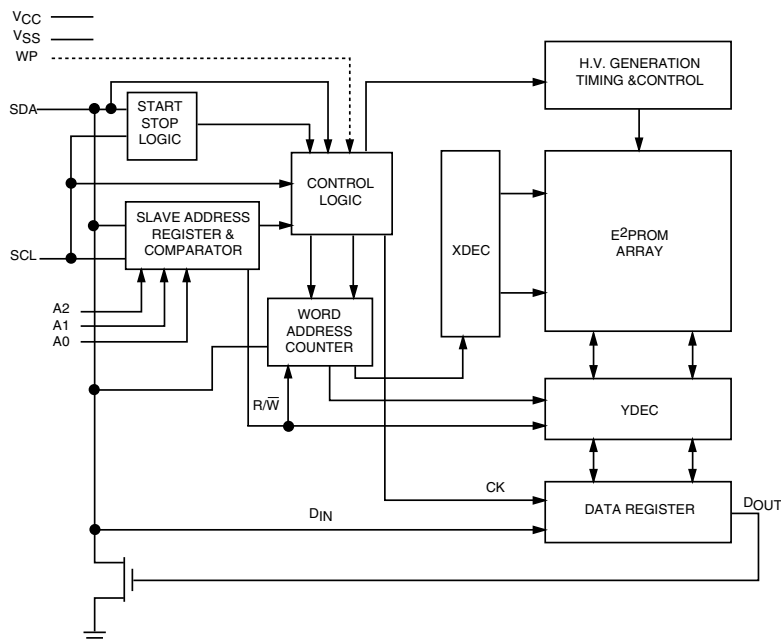 VCC
VSS
WP
H.V. GENERATION
TIMING &CONTROL
SDA
START
STOP
LOGIC
CONTROL
LOGIC
SLAVE ADDRESS
REGISTER &
COMPARATOR
XDEC
E2PROM
ARRAY
SCL
A2
A1
A0
WORD
ADDRESS
COUNTER
R/W̅
YDEC
CK
DIN
DATA REGISTER
DOUT